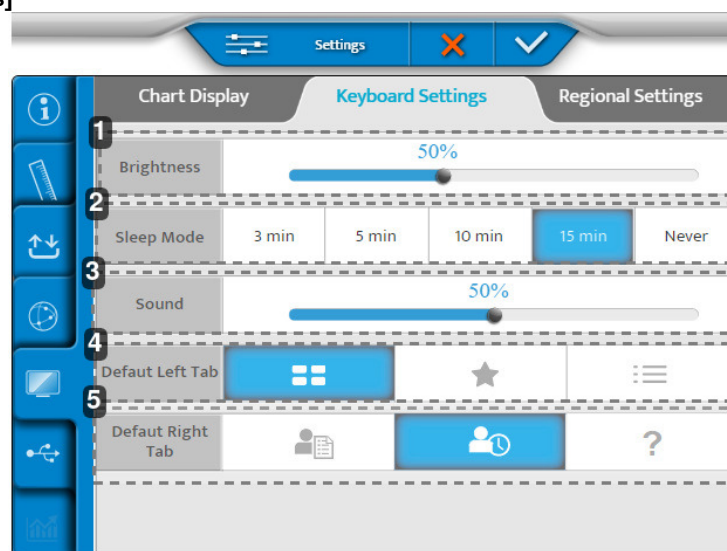 s]
Settings
Chart Display Keyboard Settings Regional Settings
1
Brightness 50%
2
Sleep Mode 3 min 5 min 10 min 15 min Never
3
Sound 50%
4
Defaut Left Tab
5
Defaut Right
Tab ?